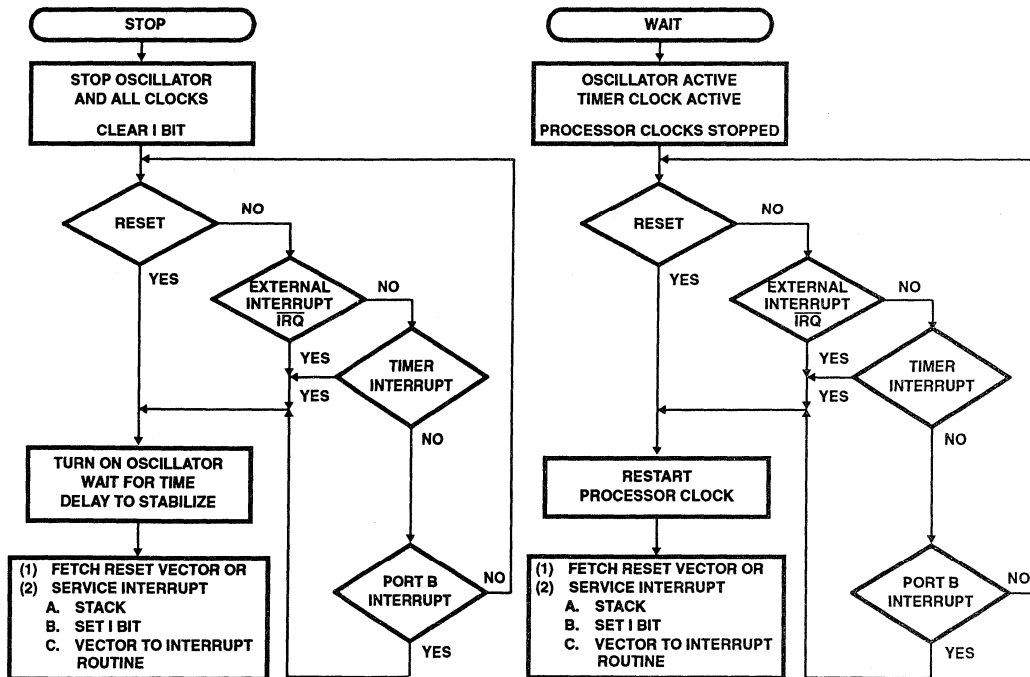 STOP
STOP OSCILLATOR
AND ALL CLOCKS
CLEAR I BIT
RESET
NO
YES
EXTERNAL
INTERRUPT
IRQ
NO
YES
TIMER
INTERRUPT
YES
NO
TURN ON OSCILLATOR
WAIT FOR TIME
DELAY TO STABILIZE
(1) FETCH RESET VECTOR OR
(2) SERVICE INTERRUPT
A. STACK
B. SET I BIT
C. VECTOR TO INTERRUPT
ROUTINE
PORT B
INTERRUPT
NO
YES
WAIT
OSCILLATOR ACTIVE
TIMER CLOCK ACTIVE
PROCESSOR CLOCKS STOPPED
RESET
NO
YES
EXTERNAL
INTERRUPT
IRQ
NO
YES
TIMER
INTERRUPT
YES
NO
RESTART
PROCESSOR CLOCK
(1) FETCH RESET VECTOR OR
(2) SERVICE INTERRUPT
A. STACK
B. SET I BIT
C. VECTOR TO INTERRUPT
ROUTINE
PORT B
INTERRUPT
NO
YES